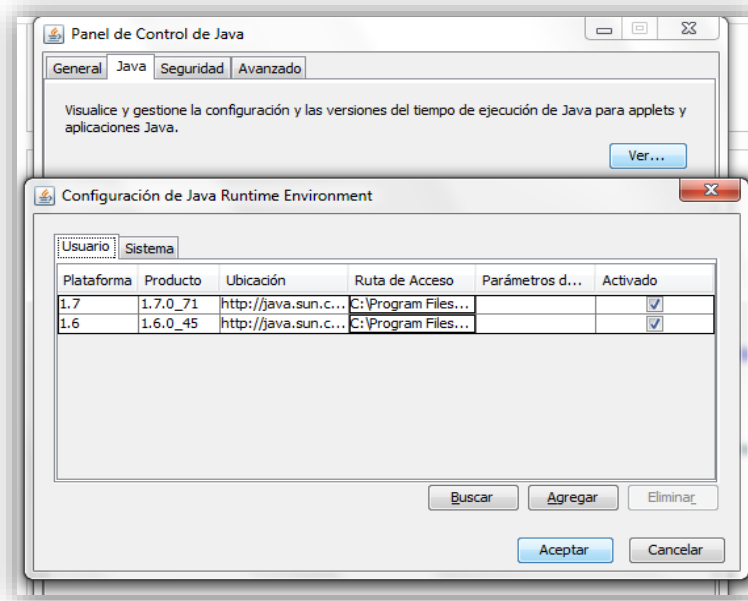 Panel de Control de Java
General Java Seguridad Avanzado
Visualice y gestione la configuración y las versiones del tiempo de ejecución de Java para applets y
aplicaciones Java.
Ver...
Configuración de Java Runtime Environment
Usuario Sistema
Plataforma Producto Ubicación Ruta de Acceso Parámetros d... Activado
1.7 1.7.0_71 http://java.sun.c... C:\Program Files...
1.6 1.6.0_45 http://java.sun.c... C:\Program Files...
Buscar Agregar Eliminar
Aceptar Cancelar